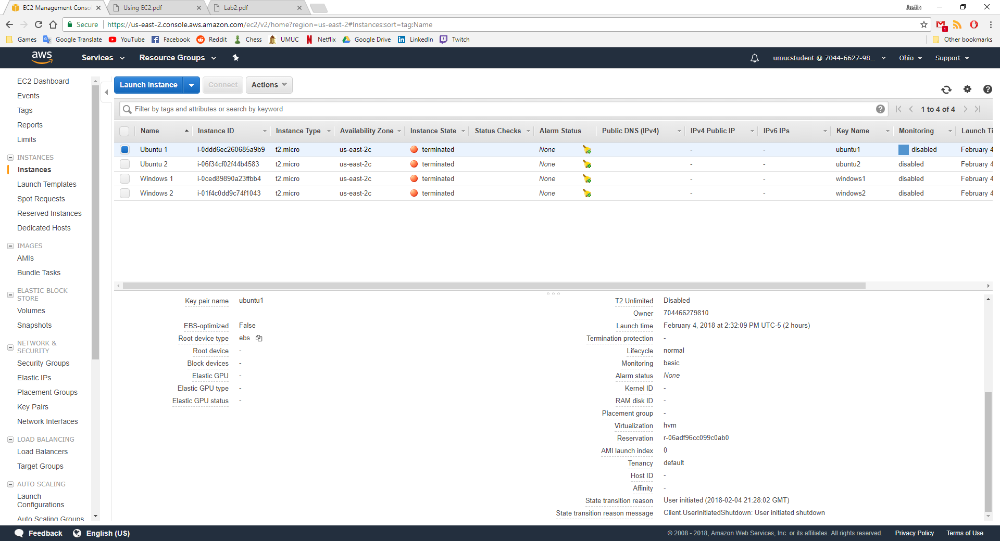 EC2 Management Conso
Using EC2.pdf
Lab2.pdf
Justin
Secure
https://us-east-2.console.aws.amazon.com/ec2/v2/home?region=us-east-2#Instances:sort=tag:Name
1
Games Google Translate YouTube Facebook Reddit Chess UMUC Netflix Google Drive LinkedIn Twitch Other bookmarks
aws Services Resource Groups umucstudent @ 7044-6627-98... Ohio Support
EC2 Dashboard
Events
Tags
Reports
Limits
INSTANCES
Instances
Launch Templates
Spot Requests
Reserved Instances
Dedicated Hosts
IMAGES
AMIs
Bundle Tasks
ELASTIC BLOCK
STORE
Volumes
Snapshots
NETWORK &
SECURITY
Security Groups
Elastic IPs
Placement Groups
Key Pairs
Network Interfaces
LOAD BALANCING
Load Balancers
Target Groups
AUTO SCALING
Launch
Configurations
Auto Scaling Groups
Launch Instance Connect Actions
Filter by tags and attributes or search by keyword
1 to 4 of 4
Name Instance ID Instance Type Availability Zone Instance State Status Checks Alarm Status Public DNS (IPv4) IPv4 Public IP IPv6 IPs Key Name Monitoring Launch Ti
Ubuntu 1 i-0ddd6ec260685a9b9 t2.micro us-east-2c terminated None - - ubuntu1 disabled February 4
Ubuntu 2 i-06f34cf02f44b4583 t2.micro us-east-2c terminated None - - ubuntu2 disabled February 4
Windows 1 i-0ced89890a23ffbb4 t2.micro us-east-2c terminated None - - windows1 disabled February 4
Windows 2 i-01f4c0dd9c74f1043 t2.micro us-east-2c terminated None - - windows2 disabled February 4
Key pair name ubuntu1
EBS-optimized False
Root device type ebs
Root device -
Block devices -
Elastic GPU -
Elastic GPU type -
Elastic GPU status -
T2 Unlimited Disabled
Owner 704466279810
Launch time February 4, 2018 at 2:32:09 PM UTC-5 (2 hours)
Termination protection -
Lifecycle normal
Monitoring basic
Alarm status None
Kernel ID -
RAM disk ID -
Placement group -
Virtualization hvm
Reservation r-06adf96cc099c0ab0
AMI launch index 0
Tenancy default
Host ID -
Affinity -
State transition reason User initiated (2018-02-04 21:28:02 GMT)
State transition reason message Client.UserInitiatedShutdown: User initiated shutdown
Feedback English (US) © 2008 - 2018, Amazon Web Services, Inc. or its affiliates. All rights reserved. Privacy Policy Terms of Use